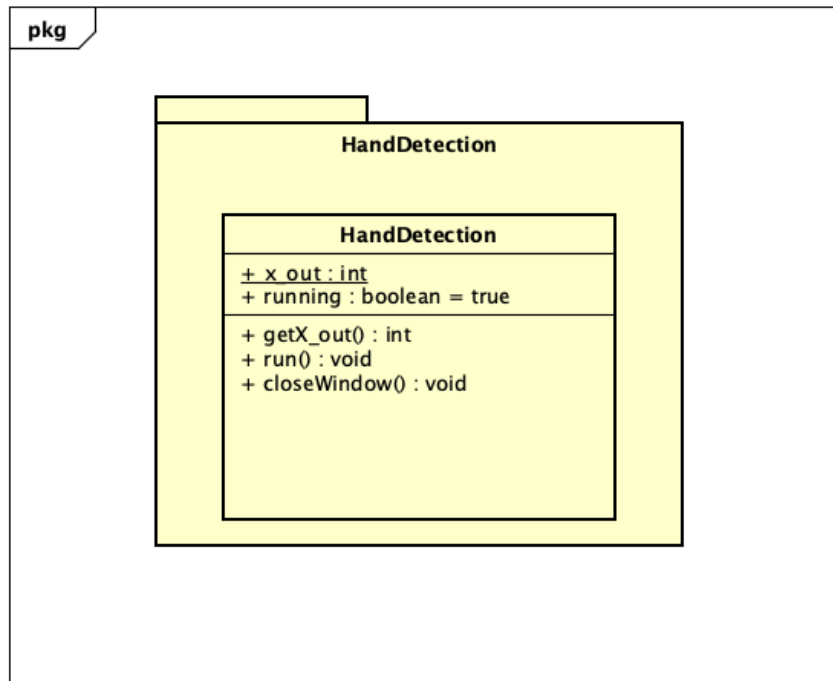 pkg
HandDetection
HandDetection
+ x_out : int
+ running : boolean = true
+ getX_out() : int
+ run() : void
+ closeWindow() : void